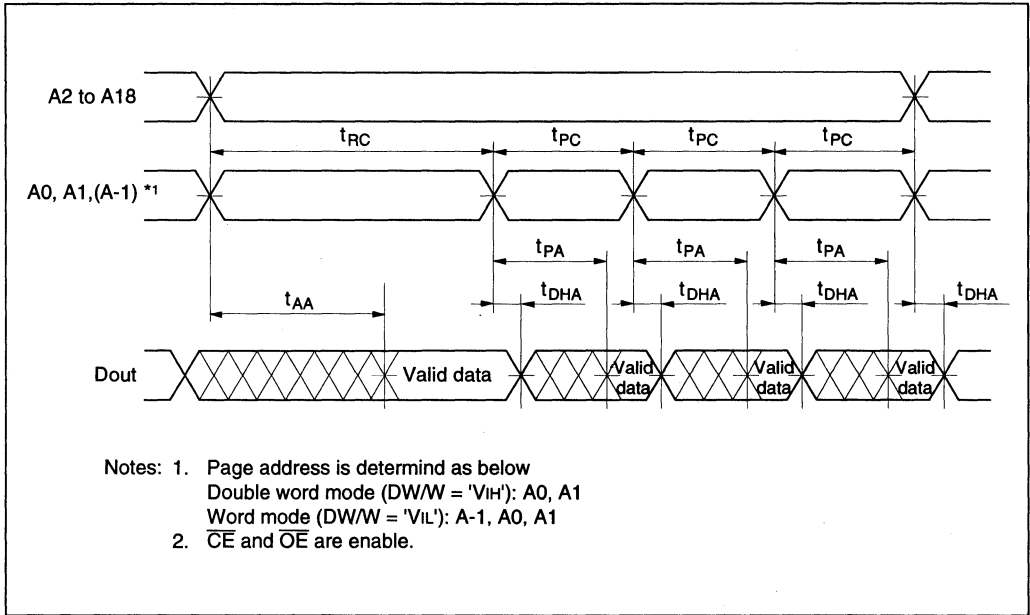 A2 to A18
tRC tPC tPC tPC
A0, A1,(A-1) *1
tPA tPA tPA
tAA tDHA tDHA tDHA tDHA
Dout Valid data Valid data Valid data Valid data
Notes: 1. Page address is determind as below
Double word mode (DW/W = 'VIH'): A0, A1
Word mode (DW/W = 'VIL'): A-1, A0, A1
2. CE and OE are enable.